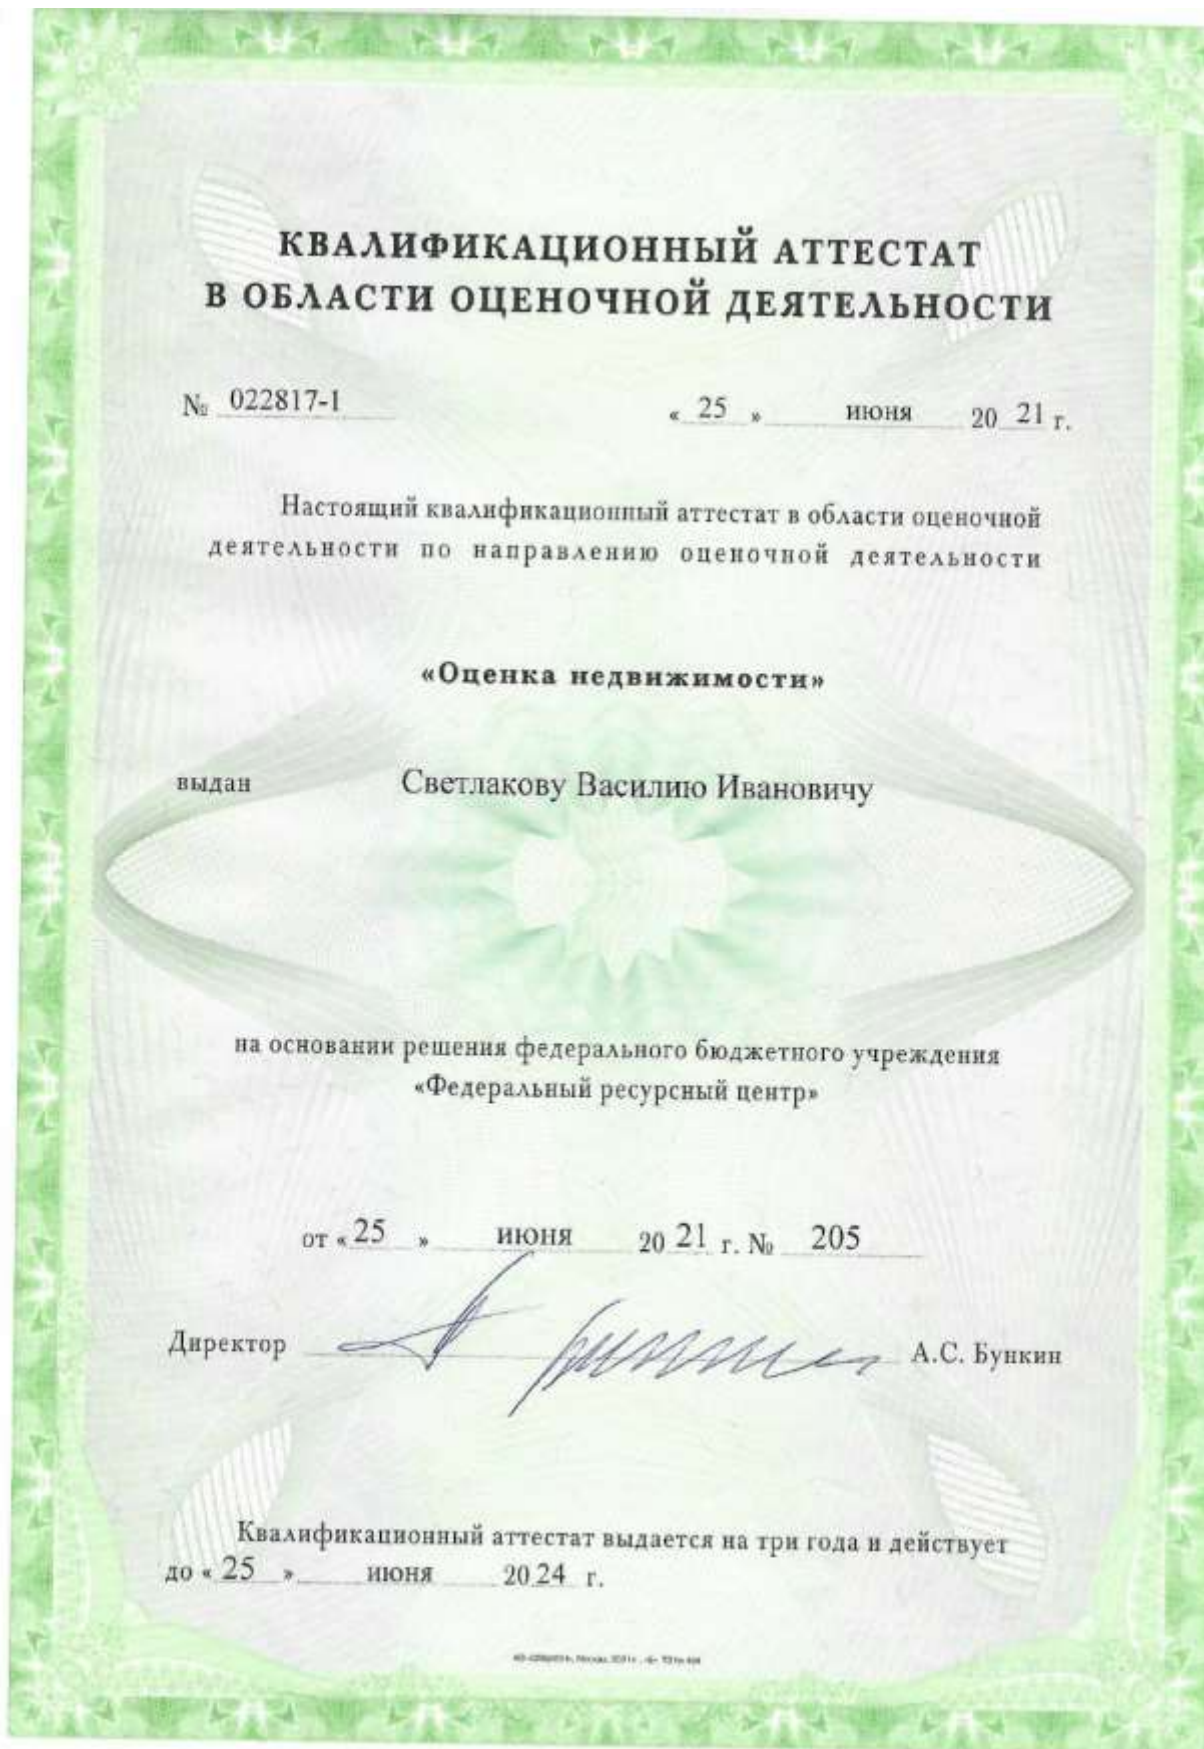 КВАЛИФИКАЦИОННЫЙ АТТЕСТАТ
В ОБЛАСТИ ОЦЕНОЧНОЙ ДЕЯТЕЛЬНОСТИ
№ 022817-1 « 25 » июня 20 21 г.
Настоящий квалификационный аттестат в области оценочной
деятельности по направлению оценочной деятельности
«Оценка недвижимости»
выдан Светлакову Василию Ивановичу
на основании решения федерального бюджетного учреждения
«Федеральный ресурсный центр»
от « 25 » июня 20 21 г. № 205
Директор А.С. Бункин
Квалификационный аттестат выдается на три года и действует
до « 25 » июня 20 24 г.